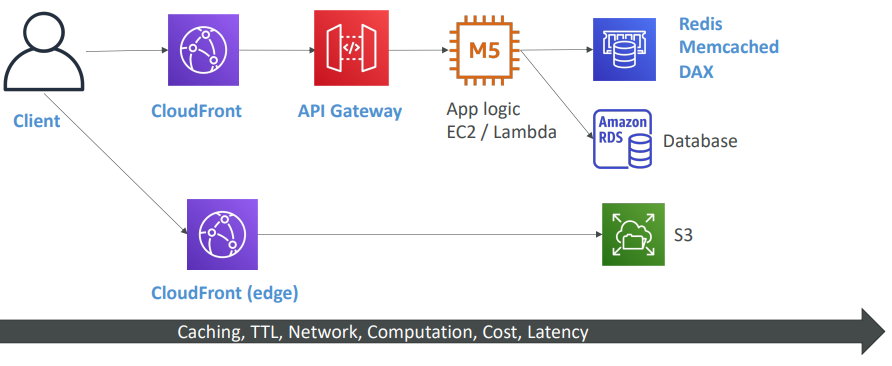 Client
CloudFront
API Gateway
M5
App logic
EC2 / Lambda
Redis
Memcached
DAX
Amazon
RDS
Database
CloudFront (edge)
S3
Caching, TTL, Network, Computation, Cost, Latency